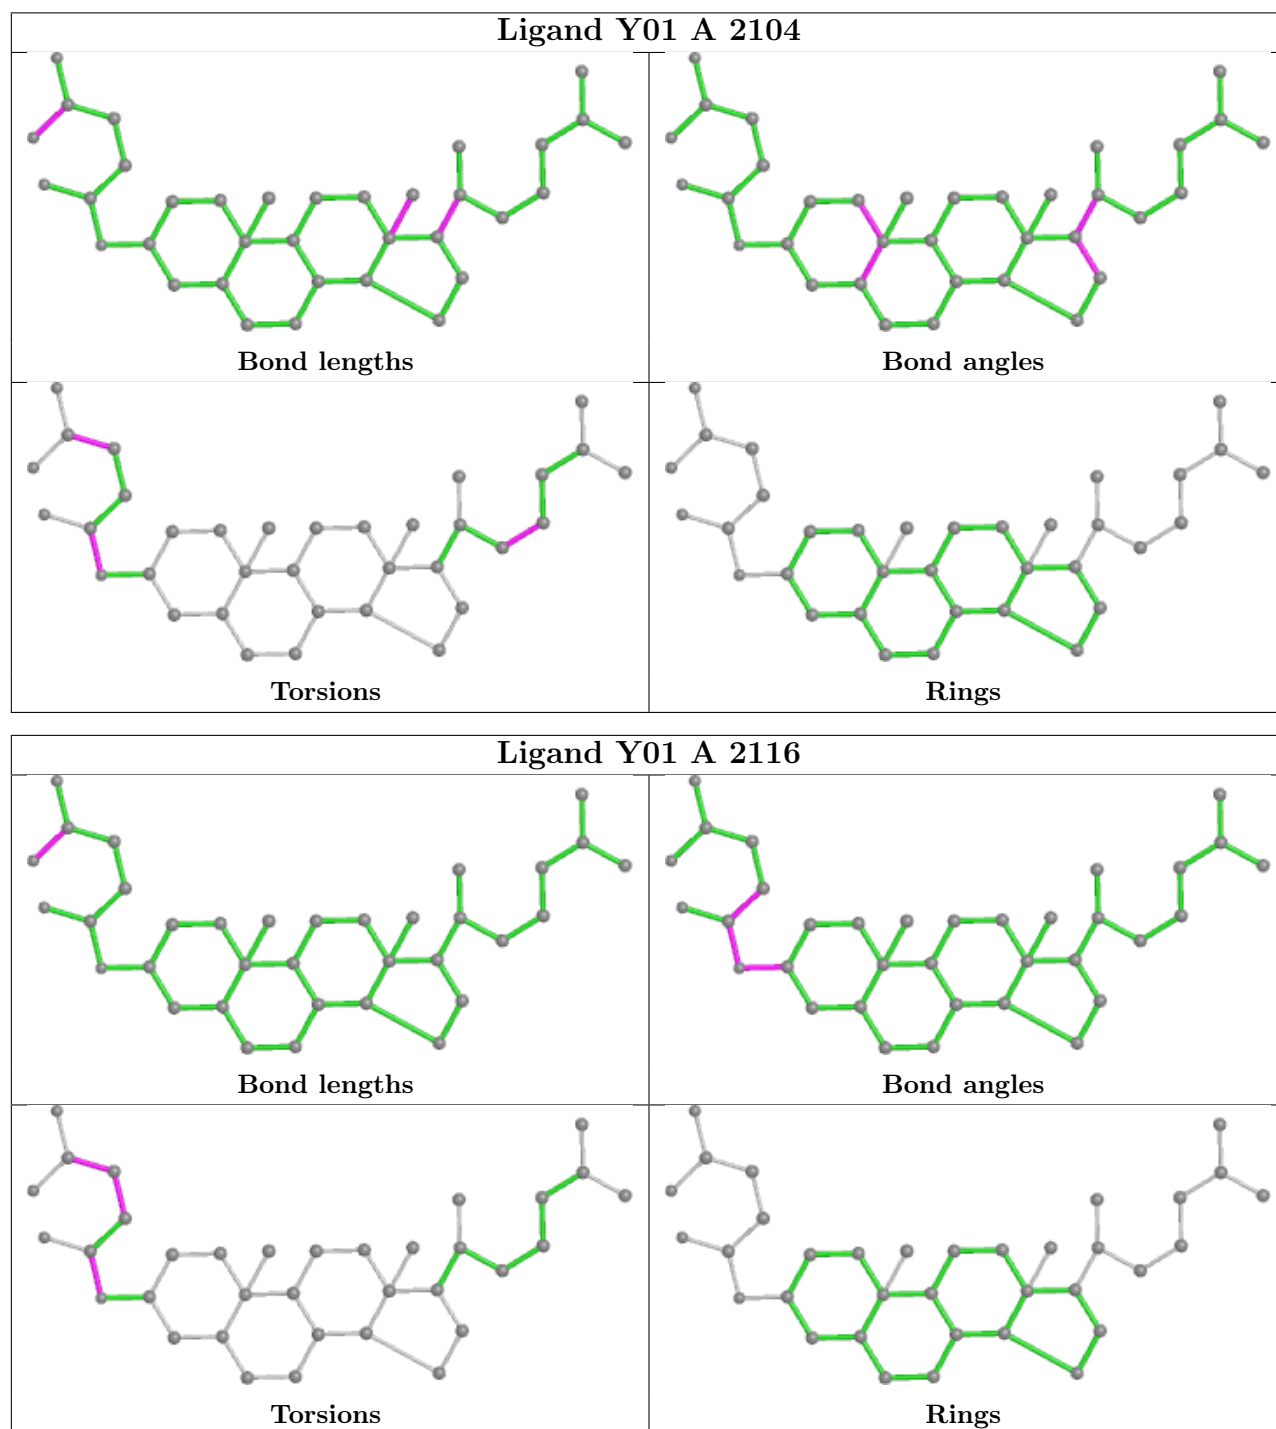 Ligand Y01 A 2104
Bond lengths
Bond angles
Torsions
Rings
Ligand Y01 A 2116
Bond lengths
Bond angles
Torsions
Rings